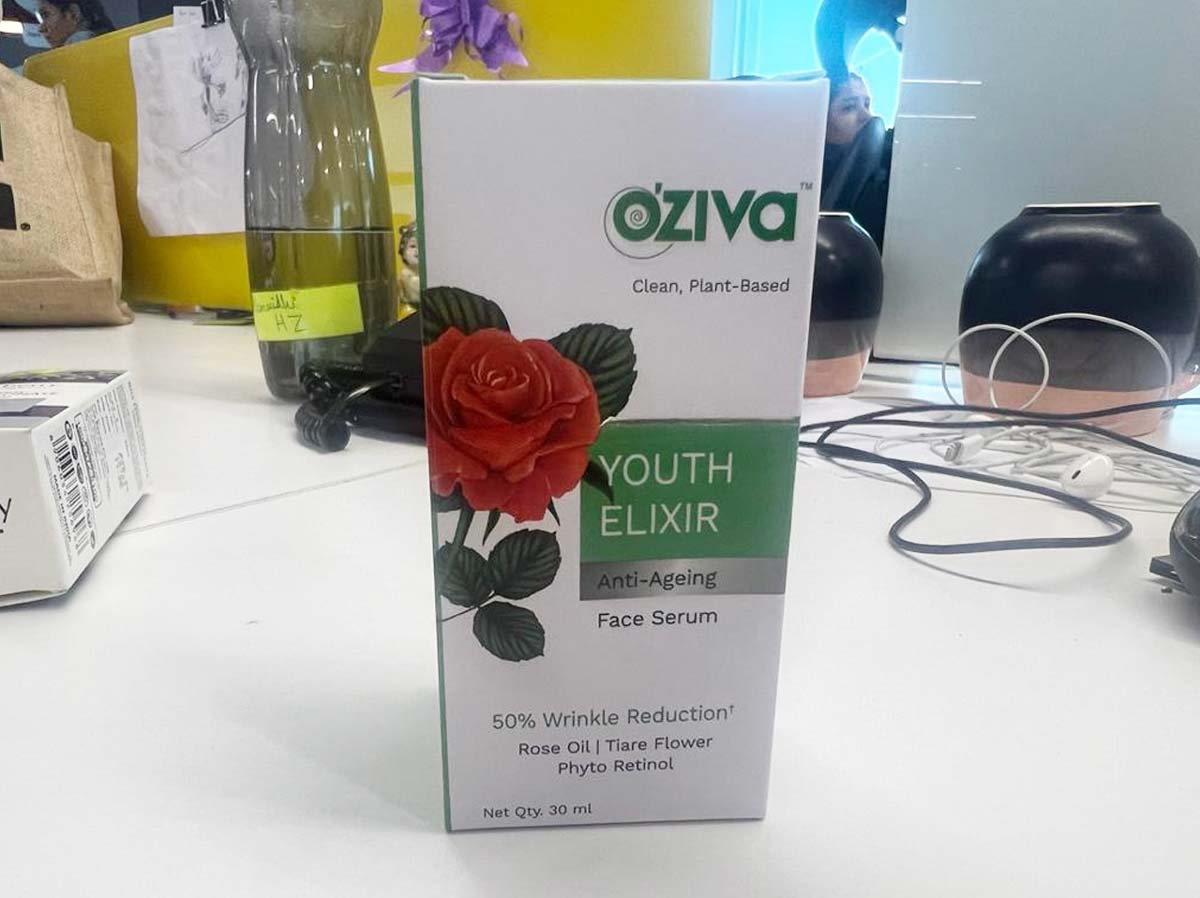 O'ZIVA™
Clean, Plant-Based
YOUTH
ELIXIR
Anti-Ageing
Face Serum
50% Wrinkle Reduction†
Rose Oil | Tiare Flower
Phyto Retinol
Net Qty. 30 ml
HZ